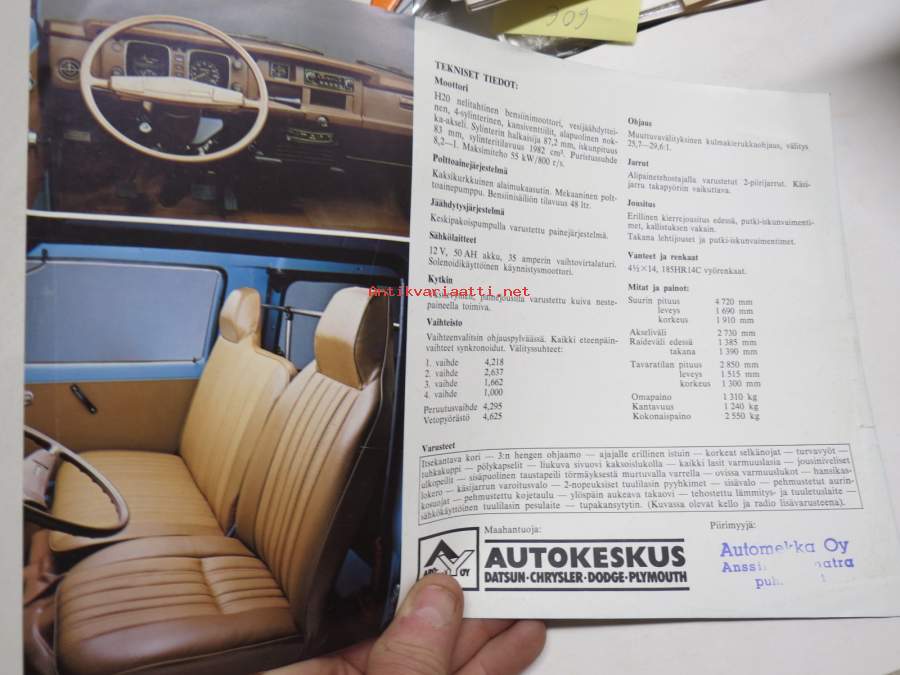 309
TEKNISET TIEDOT:
Moottori
H20 nelitahtinen bensiinimoottori, vesijäähdyttei-
nen, 4-sylinterinen, kansiventtiilit, alapuolinen nok-
ka-akseli. Sylinterin halkaisija 87,2 mm, iskunpituus
83 mm, sylinteritilavuus 1982 cm³. Puristussuhde
8,2—1. Maksimiteho 55 kW/800 r/s.
Polttoainejärjestelmä
Kaksikurkkuinen alaimukaasutin. Mekaaninen polt-
toainepumppu. Bensiinisäiliön tilavuus 48 ltr.
Jäähdytysjärjestelmä
Keskipakoispumpulla varustettu painejärjestelmä.
Sähkölaitteet
12 V, 50 AH akku, 35 amperin vaihtovirtalaturi.
Solenoidikäyttöinen käynnistysmoottori.
Kytkin
painejousilla varustettu kuiva neste-
paineella toimiva.
Vaihteisto
Vaihteenvalitsin ohjauspylväässä. Kaikki eteenpäin-
vaihteet synkronoidut. Välityssuhteet:
1. vaihde 4,218
2. vaihde 2,637
3. vaihde 1,662
4. vaihde 1,000
Peruutusvaihde 4,295
Vetopyörästö 4,625
Ohjaus
Muuttuvavälityksinen kulmakierukkaohjaus, välitys
25,7—29,6:1.
Jarrut
Alipainetehostajalla varustetut 2-piirijarrut. Käsi-
jarru takapyöriin vaikuttava.
Jousitus
Erillinen kierrejousitus edessä, putki-iskunvaimenti-
met, kallistuksen vakain.
Takana lehtijouset ja putki-iskunvaimentimet.
Vanteet ja renkaat
4½×14, 185HR14C vyörenkaat.
Mitat ja painot:
Suurin pituus 4 720 mm
leveys 1 690 mm
korkeus 1 910 mm
Akseliväli 2 730 mm
Raideväli edessä 1 385 mm
takana 1 390 mm
Tavaratilan pituus 2 850 mm
leveys 1 515 mm
korkeus 1 300 mm
Omapaino 1 310 kg
Kantavuus 1 240 kg
Kokonaispaino 2 550 kg
Antikvariaatti.net
Varusteet
Itsekantava kori — 3:n hengen ohjaamo — ajajalle erillinen istuin — korkeat selkänojat — turvavyöt —
tuhkakuppi — pölykapselit — liukuva sivuovi kaksoislukolla — kaikki lasit varmuuslasia — jousiniveliset
ulkopeilit — sisäpuolinen taustapeili törmäyksestä murtuvalla varrella — ovissa varmuuslukot — hansikas-
lokero — käsijarrun varoitusvalo — 2-nopeuksiset tuulilasin pyyhkimet — sisävalo — pehmustetut aurin-
kosuojat — pehmustettu kojetaulu — ylöspäin aukeava takaovi — tehostettu lämmitys- ja tuuletuslaite —
sähkökäyttöinen tuulilasin pesulaite — tupakansytytin. (Kuvassa olevat kello ja radio lisävarusteena).
Maahantuoja:
AUTOKESKUS
DATSUN·CHRYSLER·DODGE·PLYMOUTH
OY
Piirimyyjä:
Automekka Oy